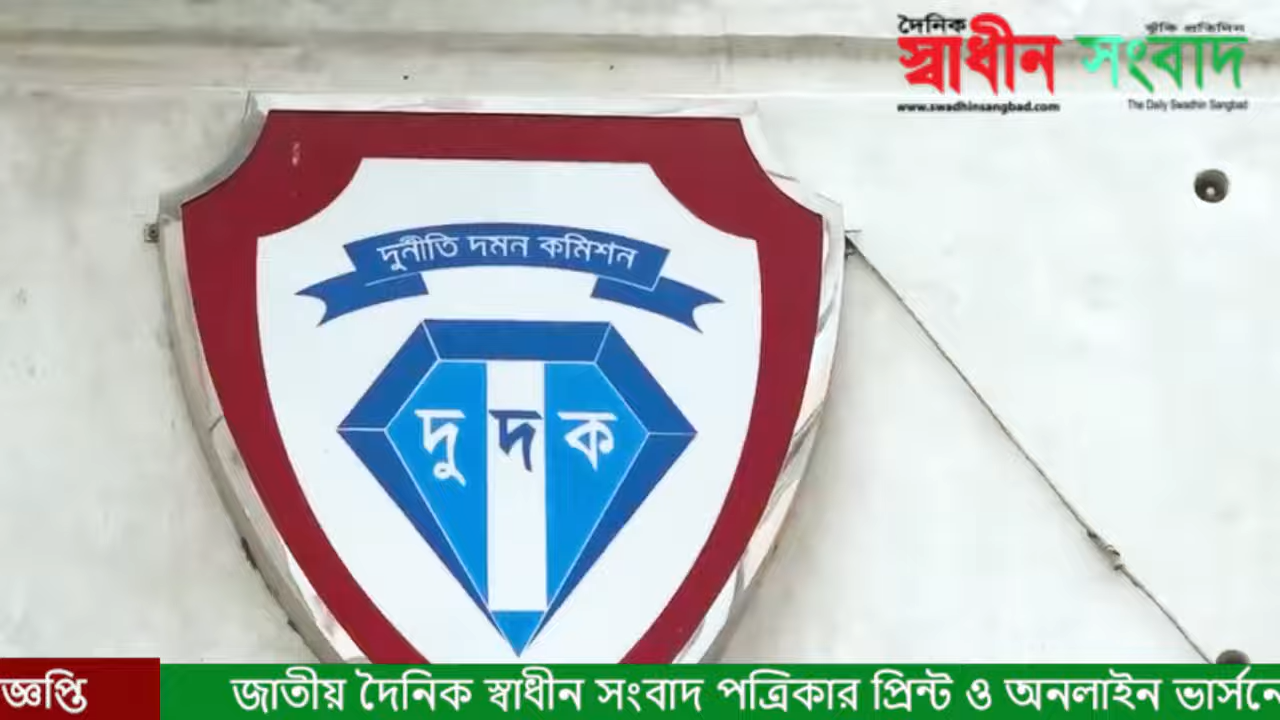 দৈনিক
স্বাধীন সংবাদ
www.swadhinsangbad.com
The Daily Swadhin Sangbad
দুর্নীতি দমন কমিশন
দু দ ক
জ্ঞপ্তি
জাতীয় দৈনিক স্বাধীন সংবাদ পত্রিকার প্রিন্ট ও অনলাইন ভার্সনে